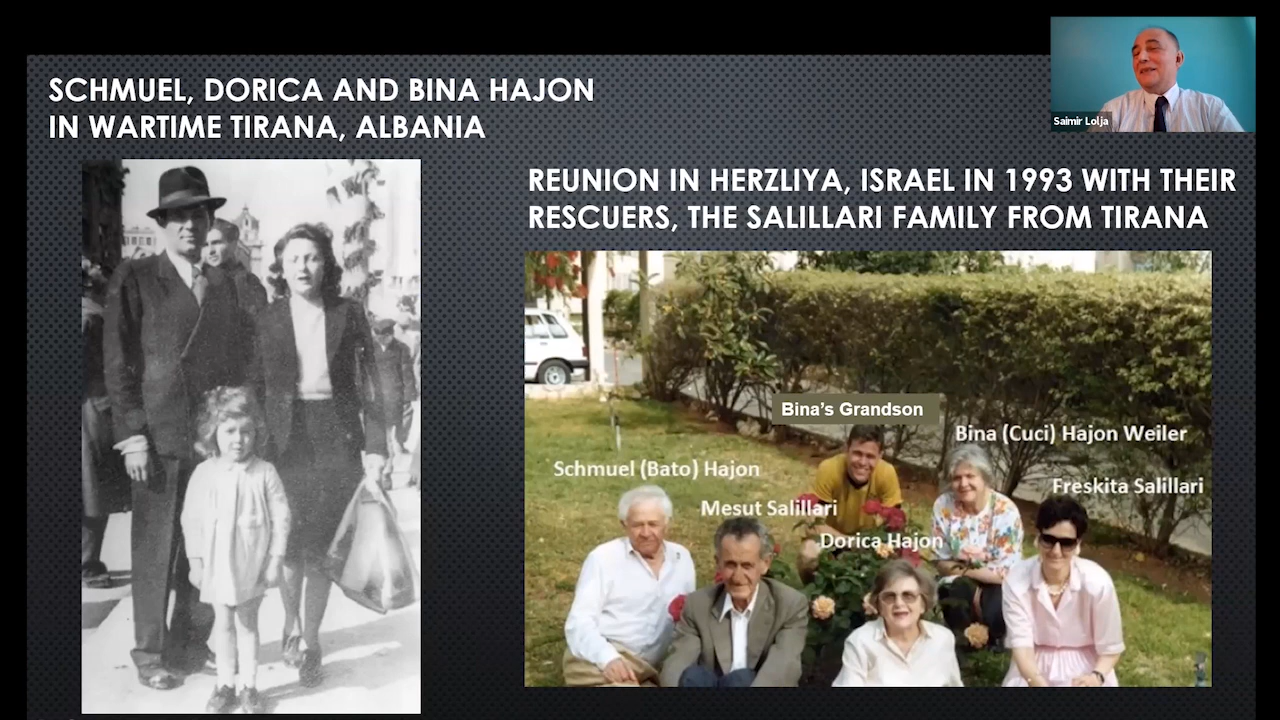 SCHMUEL, DORICA AND BINA HAJON
IN WARTIME TIRANA, ALBANIA
Saimir Lolja
REUNION IN HERZLIYA, ISRAEL IN 1993 WITH THEIR
RESCUERS, THE SALILLARI FAMILY FROM TIRANA
Bina's Grandson
Bina (Cuci) Hajon Weiler
Schmuel (Bato) Hajon
Freskita Salillari
Mesut Salillari
Dorica Hajon